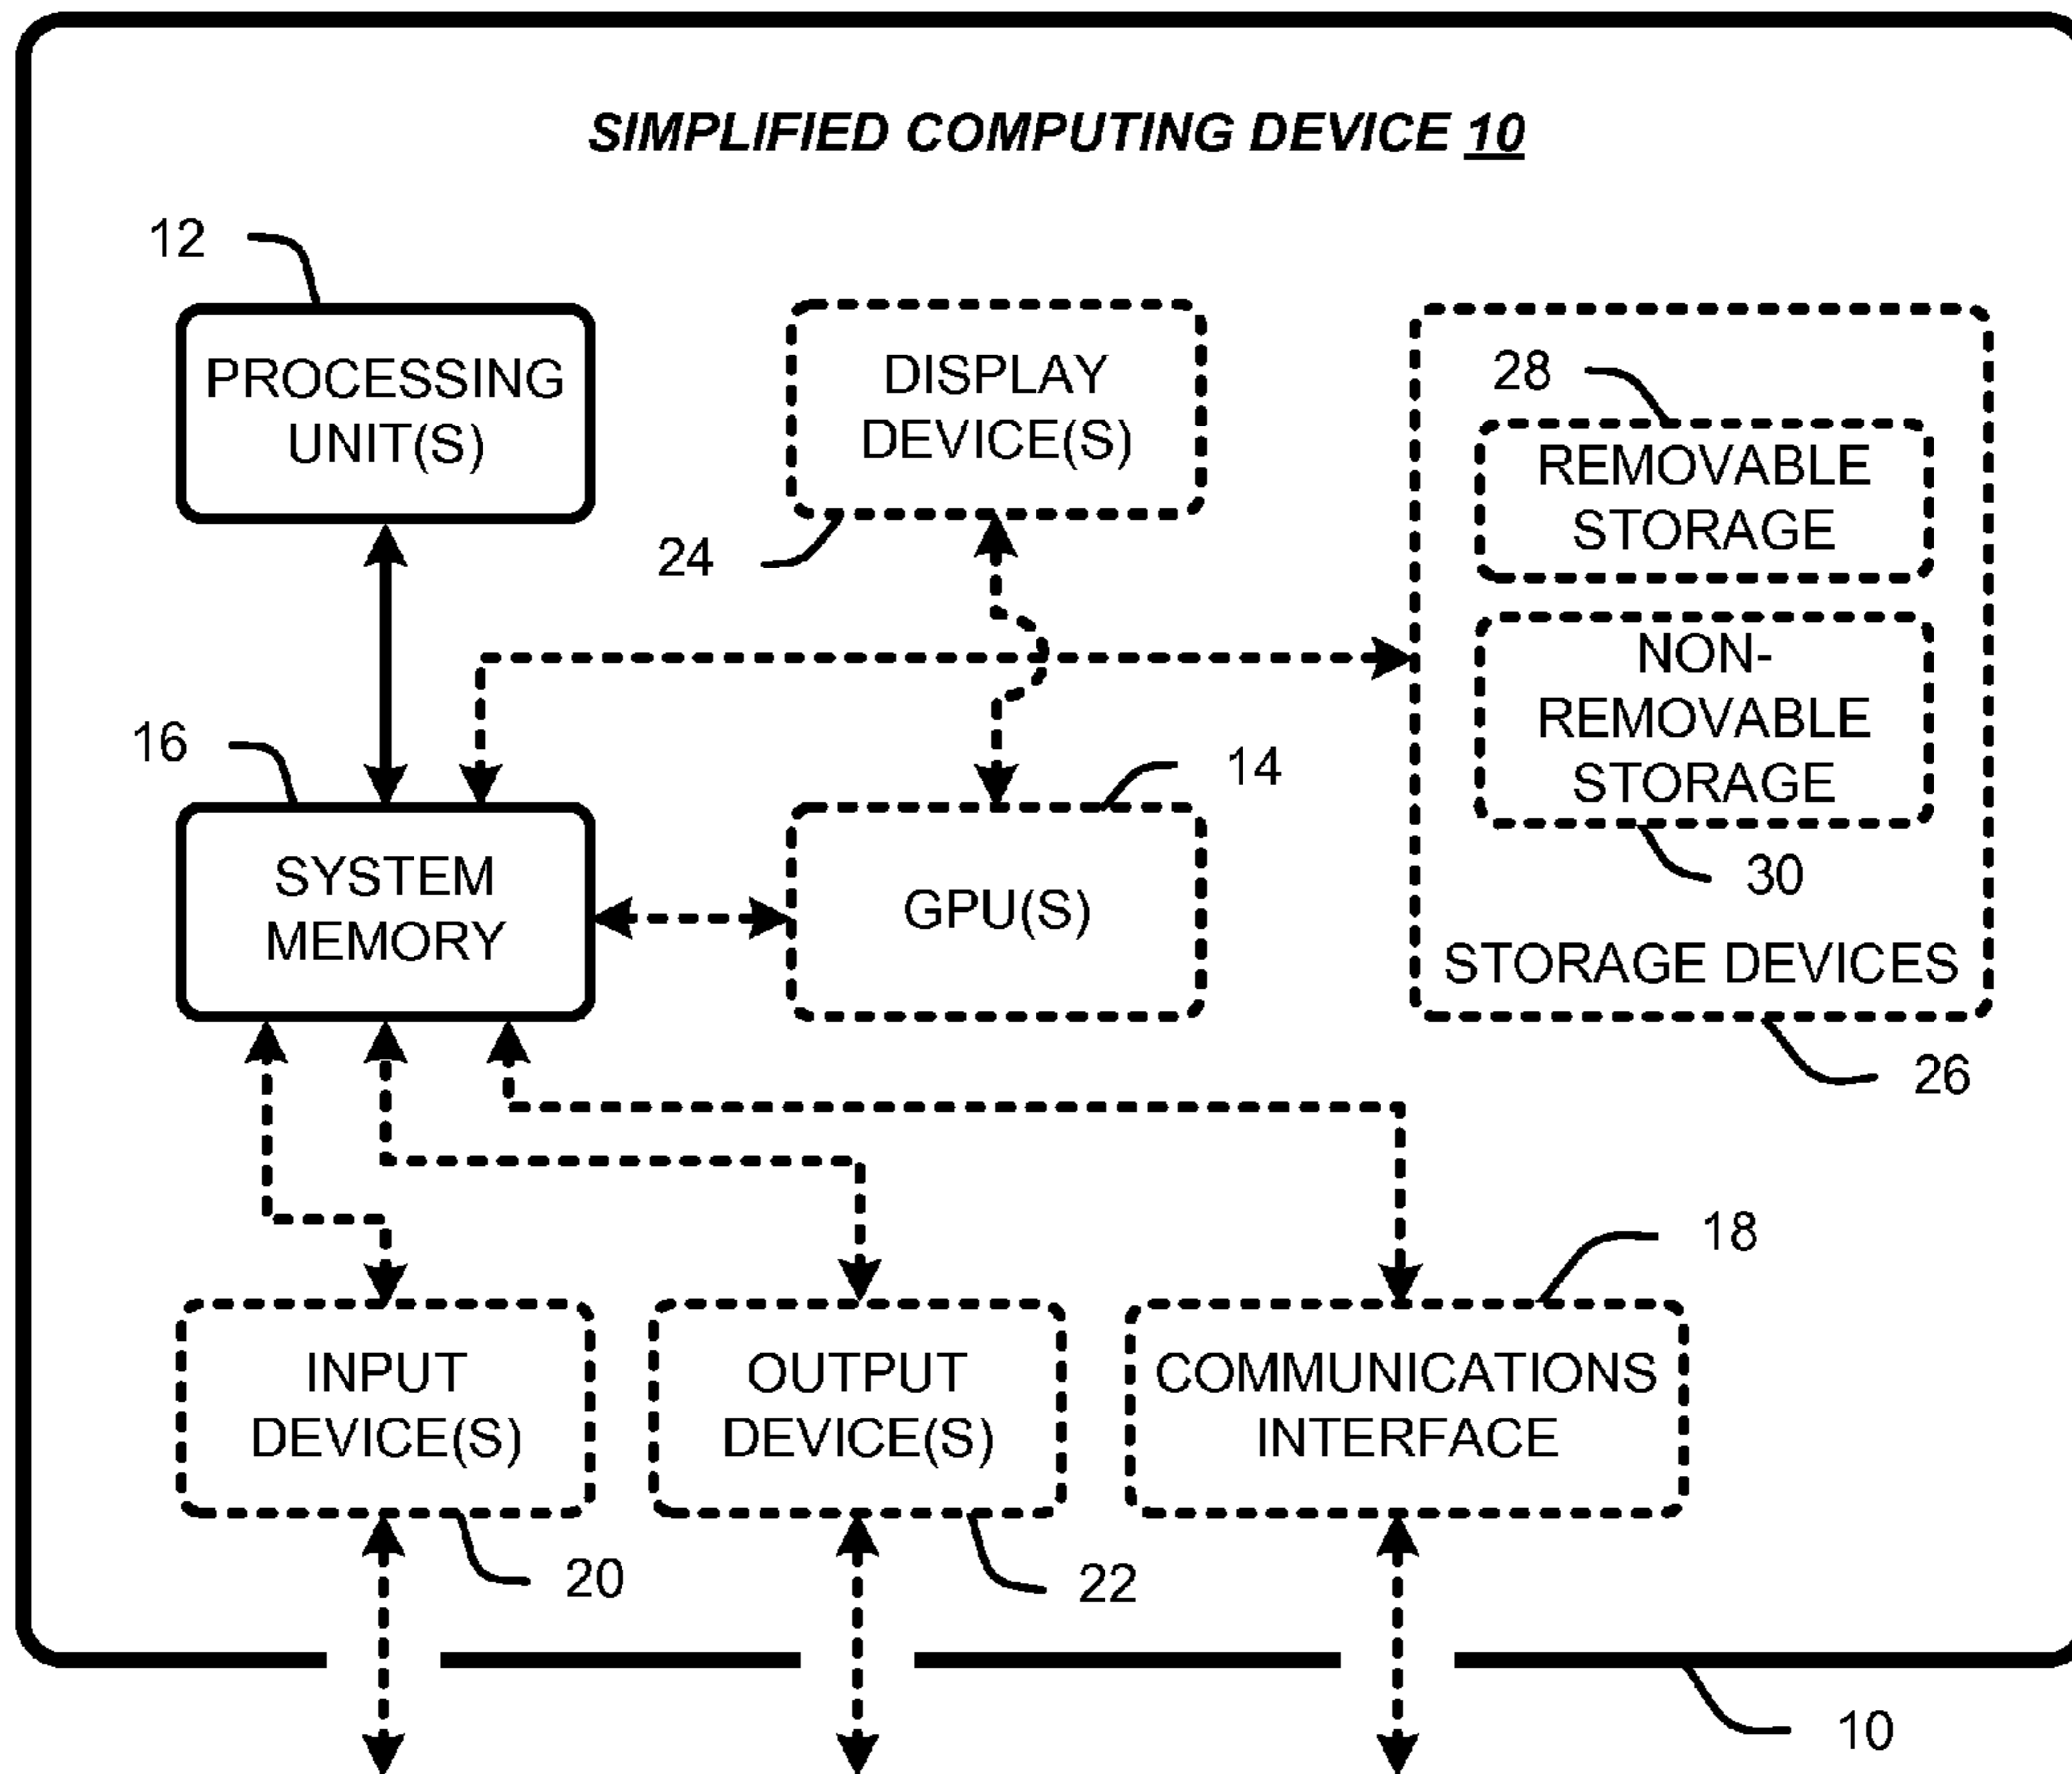 SIMPLIFIED COMPUTING DEVICE 10
12
PROCESSING
UNIT(S)
DISPLAY
DEVICE(S)
24
28
REMOVABLE
STORAGE
NON-
REMOVABLE
STORAGE
30
STORAGE DEVICES
26
16
SYSTEM
MEMORY
14
GPU(S)
18
INPUT
DEVICE(S)
20
OUTPUT
DEVICE(S)
22
COMMUNICATIONS
INTERFACE
10